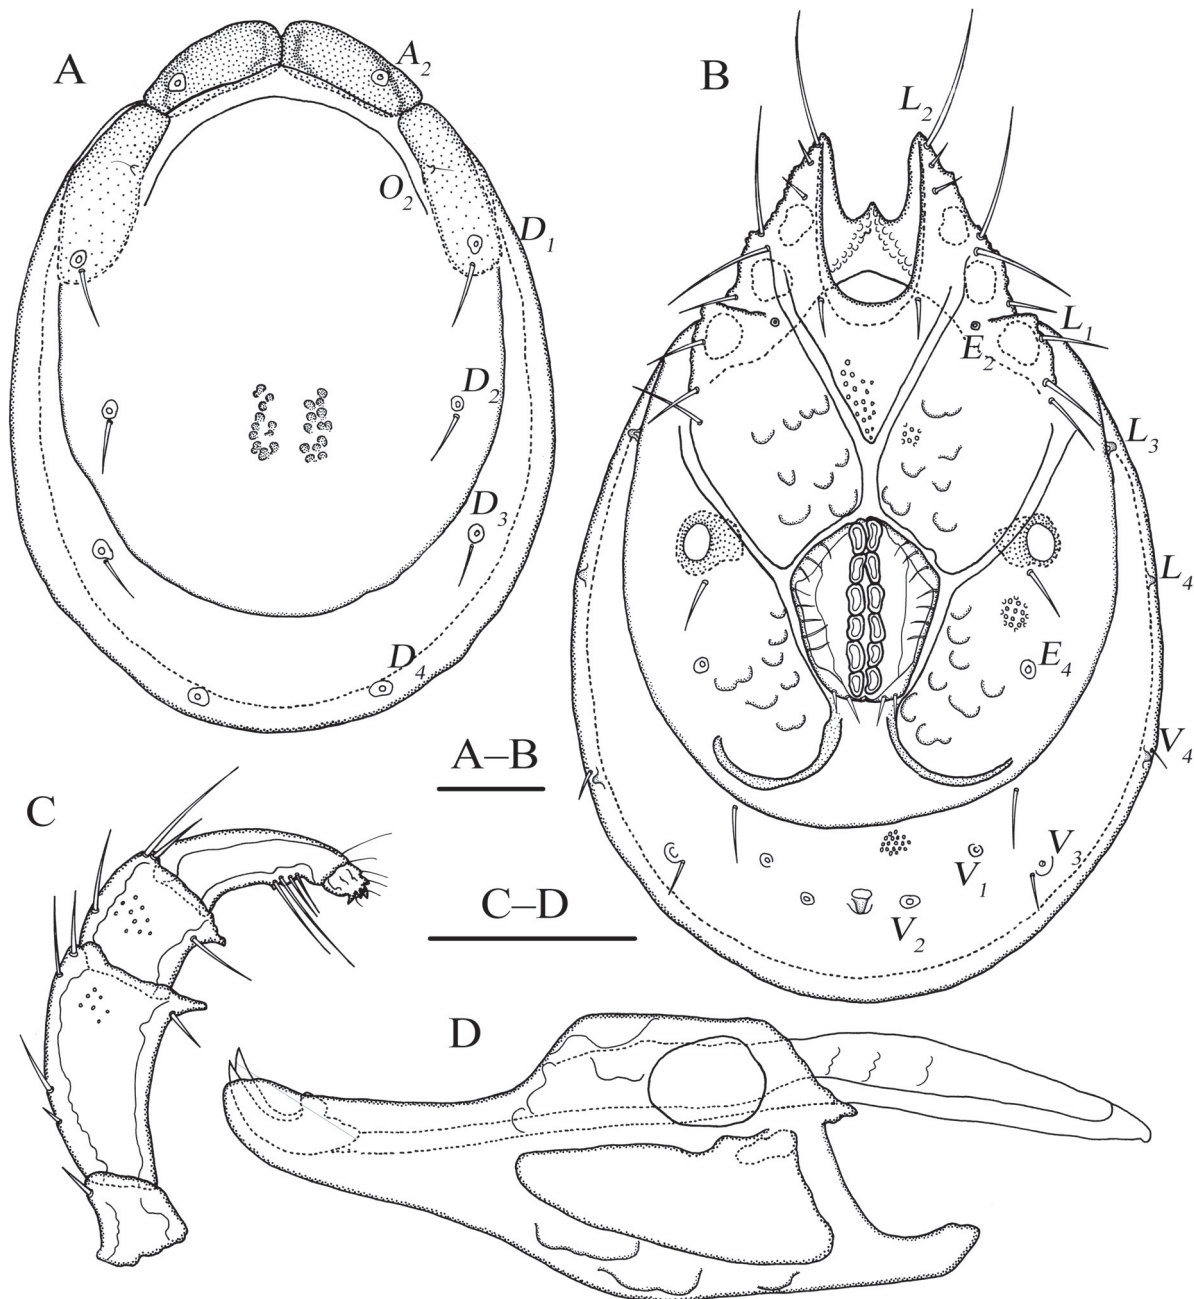 A
A₂
O₂
D₁
D₂
D₃
D₄
B
L₂
L₁
E₂
L₃
L₄
E₄
V₄
V₃
V₁
V₂
A–B
C–D
C
D